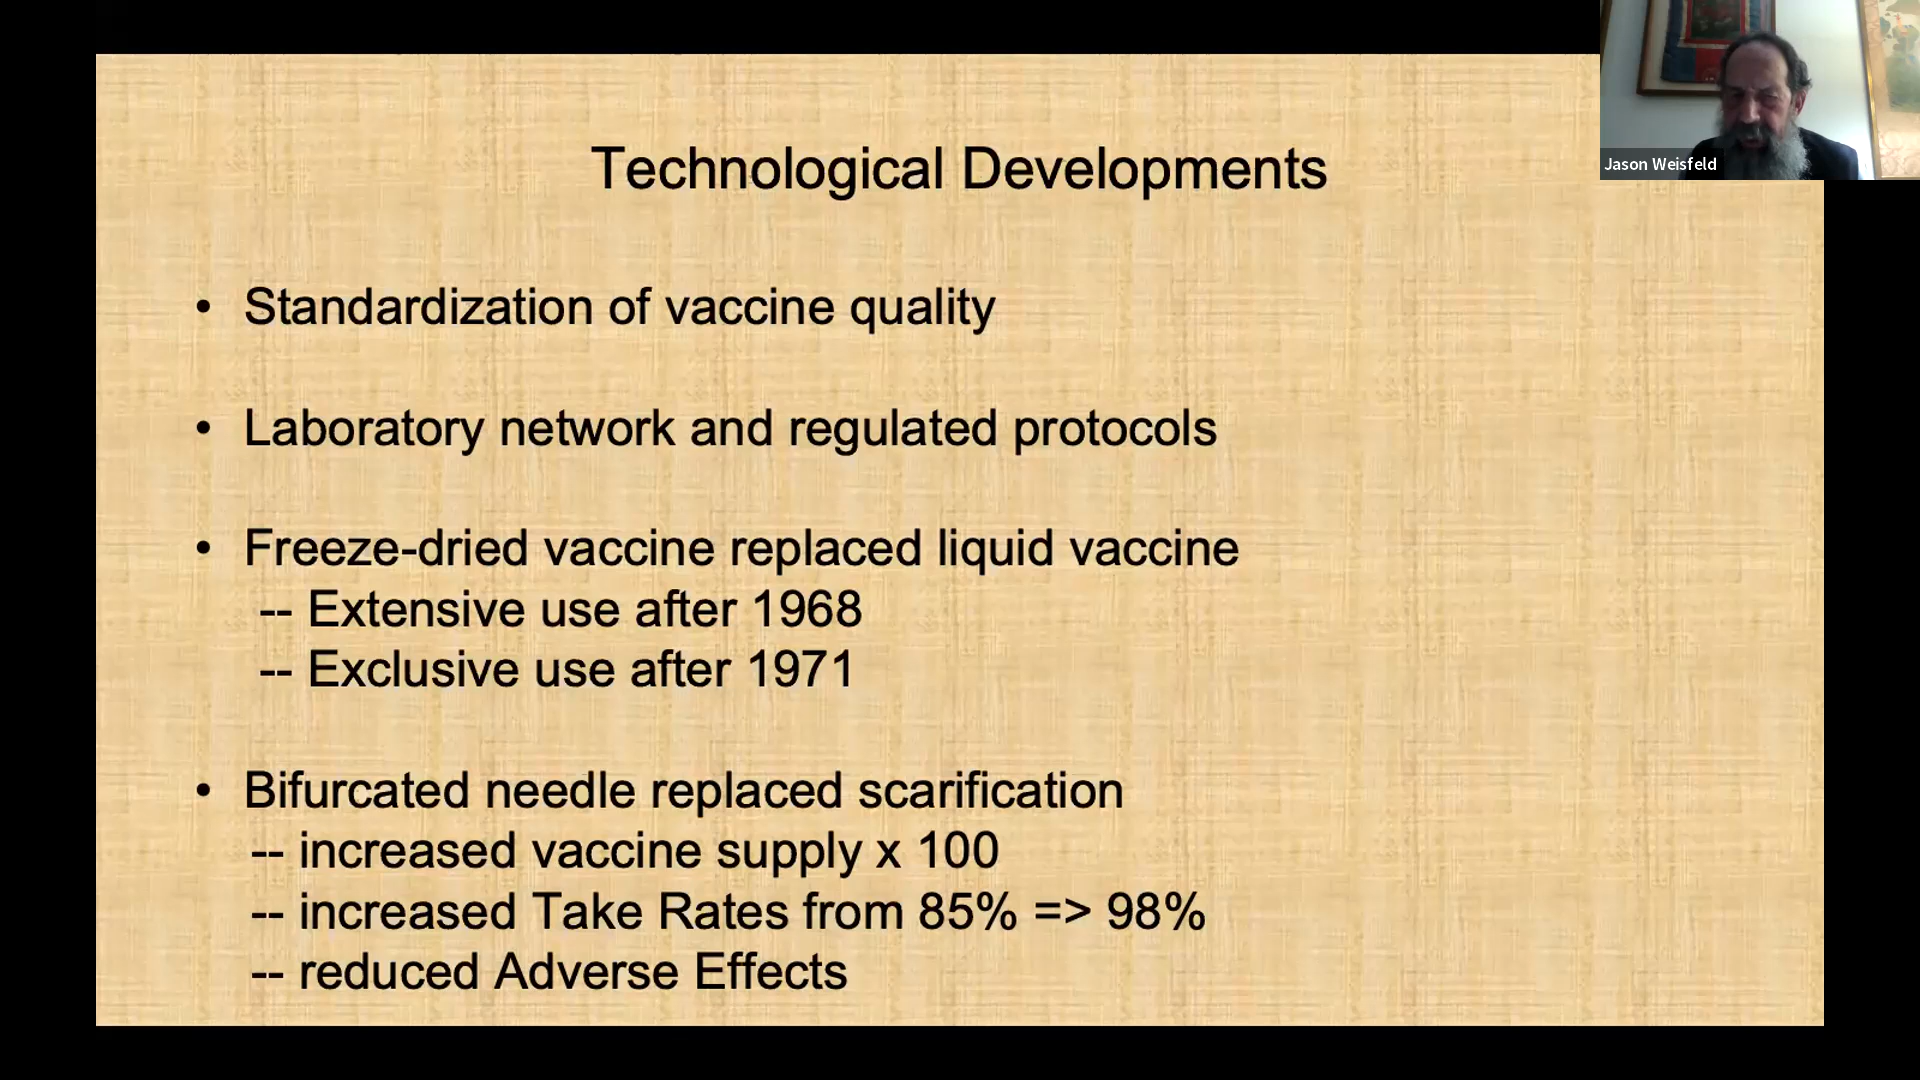 Technological Developments
Jason Weisfeld
• Standardization of vaccine quality
• Laboratory network and regulated protocols
• Freeze-dried vaccine replaced liquid vaccine
-- Extensive use after 1968
-- Exclusive use after 1971
• Bifurcated needle replaced scarification
-- increased vaccine supply x 100
-- increased Take Rates from 85% => 98%
-- reduced Adverse Effects